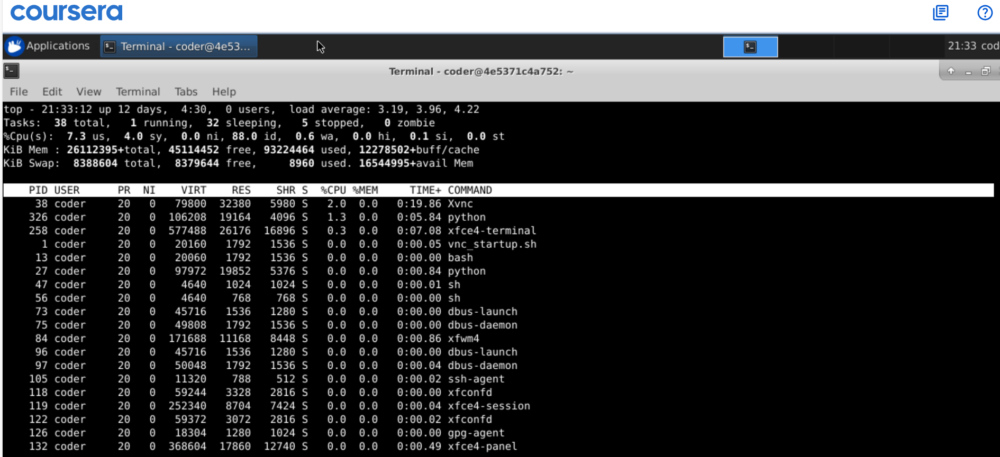 coursera
Applications
Terminal - coder@4e53...
21:33 cod
Terminal - coder@4e5371c4a752: ~
File Edit View Terminal Tabs Help
top - 21:33:12 up 12 days,  4:30,  0 users,  load average: 3.19, 3.96, 4.22
Tasks:  38 total,   1 running,  32 sleeping,   5 stopped,   0 zombie
%Cpu(s):  7.3 us,  4.0 sy,  0.0 ni, 88.0 id,  0.6 wa,  0.0 hi,  0.1 si,  0.0 st
KiB Mem : 26112395+total, 45114452 free, 93224464 used, 12278502+buff/cache
KiB Swap:  8388604 total,  8379644 free,     8960 used. 16544995+avail Mem
PID USER PR NI VIRT RES SHR S %CPU %MEM TIME+ COMMAND
38 coder 20 0 79800 32380 5980 S 2.0 0.0 0:19.86 Xvnc
326 coder 20 0 106208 19164 4096 S 1.3 0.0 0:05.84 python
258 coder 20 0 577488 26176 16896 S 0.3 0.0 0:07.08 xfce4-terminal
1 coder 20 0 20160 1792 1536 S 0.0 0.0 0:00.05 vnc_startup.sh
13 coder 20 0 20060 1792 1536 S 0.0 0.0 0:00.00 bash
27 coder 20 0 97972 19852 5376 S 0.0 0.0 0:00.84 python
47 coder 20 0 4640 1024 1024 S 0.0 0.0 0:00.01 sh
56 coder 20 0 4640 768 768 S 0.0 0.0 0:00.00 sh
73 coder 20 0 45716 1536 1280 S 0.0 0.0 0:00.00 dbus-launch
75 coder 20 0 49808 1792 1536 S 0.0 0.0 0:00.00 dbus-daemon
84 coder 20 0 171688 11168 8448 S 0.0 0.0 0:00.86 xfwm4
96 coder 20 0 45716 1536 1280 S 0.0 0.0 0:00.00 dbus-launch
97 coder 20 0 50048 1792 1536 S 0.0 0.0 0:00.04 dbus-daemon
105 coder 20 0 11320 788 512 S 0.0 0.0 0:00.02 ssh-agent
118 coder 20 0 59244 3328 2816 S 0.0 0.0 0:00.00 xfconfd
119 coder 20 0 252340 8704 7424 S 0.0 0.0 0:00.04 xfce4-session
122 coder 20 0 59372 3072 2816 S 0.0 0.0 0:00.02 xfconfd
126 coder 20 0 18304 1280 1024 S 0.0 0.0 0:00.00 gpg-agent
132 coder 20 0 368604 17860 12740 S 0.0 0.0 0:00.49 xfce4-panel